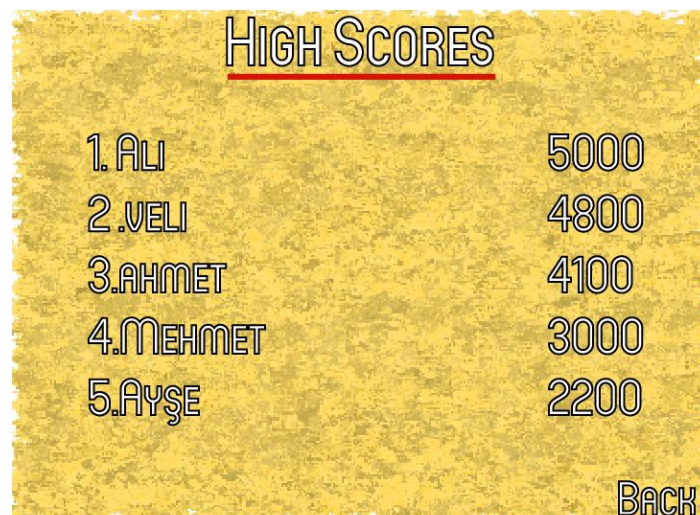 High Scores
1. Ali 5000
2 .veli 4800
3.ahmet 4100
4.Mehmet 3000
5.Ayşe 2200
Back